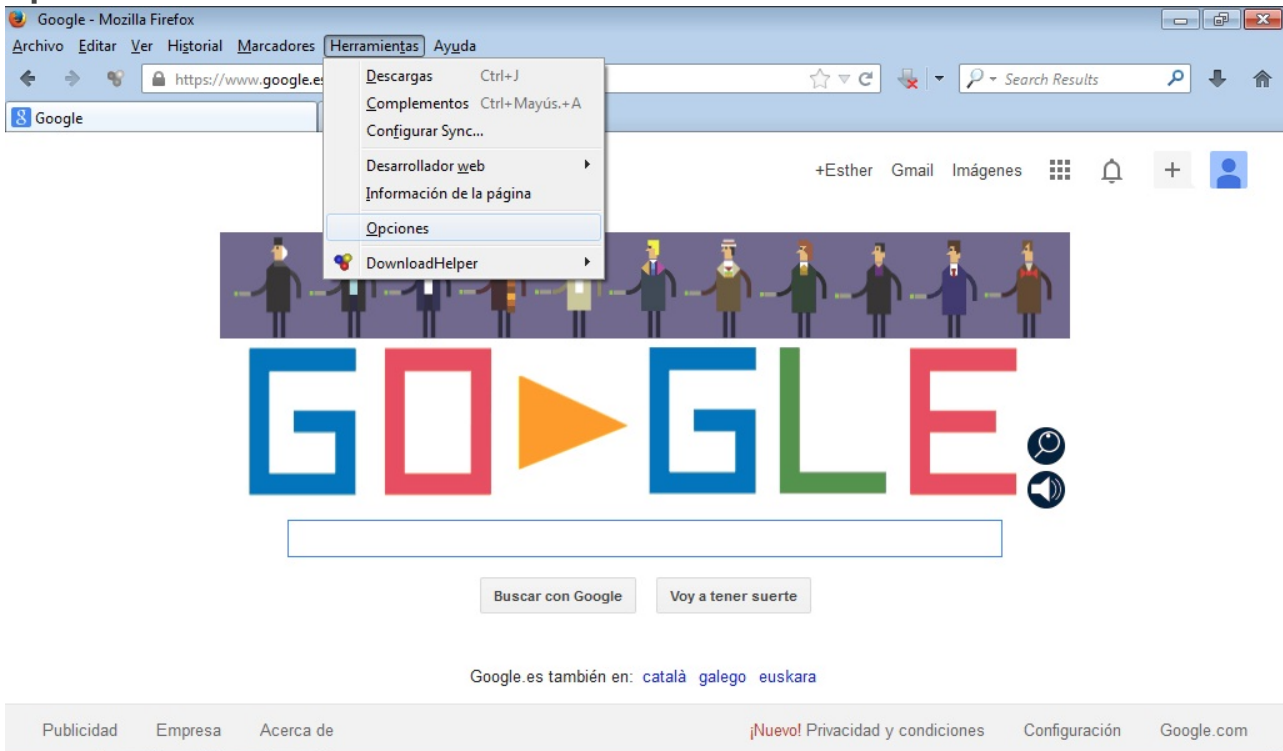 Google - Mozilla Firefox
Archivo Editar Ver Historial Marcadores Herramientas Ayuda
https://www.google.es
Search Results
Descargas Ctrl+J
Complementos Ctrl+Mayús.+A
Configurar Sync...
Desarrollador web
Información de la página
Opciones
DownloadHelper
8 Google
+Esther Gmail Imágenes
GOOGLE
Buscar con Google Voy a tener suerte
Google.es también en: català galego euskara
Publicidad Empresa Acerca de ¡Nuevo! Privacidad y condiciones Configuración Google.com